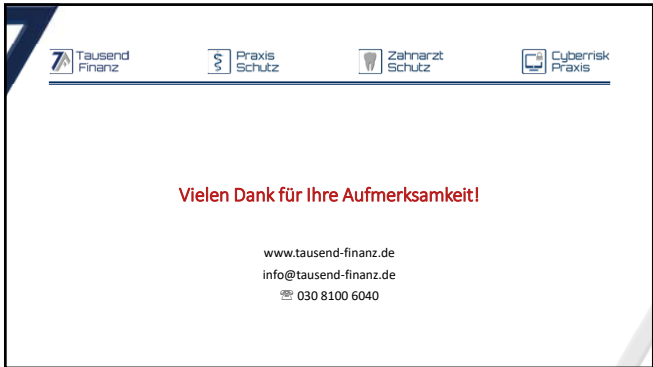 Tausend
Finanz
Praxis
Schutz
Zahnarzt
Schutz
Cyberrisk
Praxis
Vielen Dank für Ihre Aufmerksamkeit!
www.tausend-finanz.de
info@tausend-finanz.de
☏ 030 8100 6040